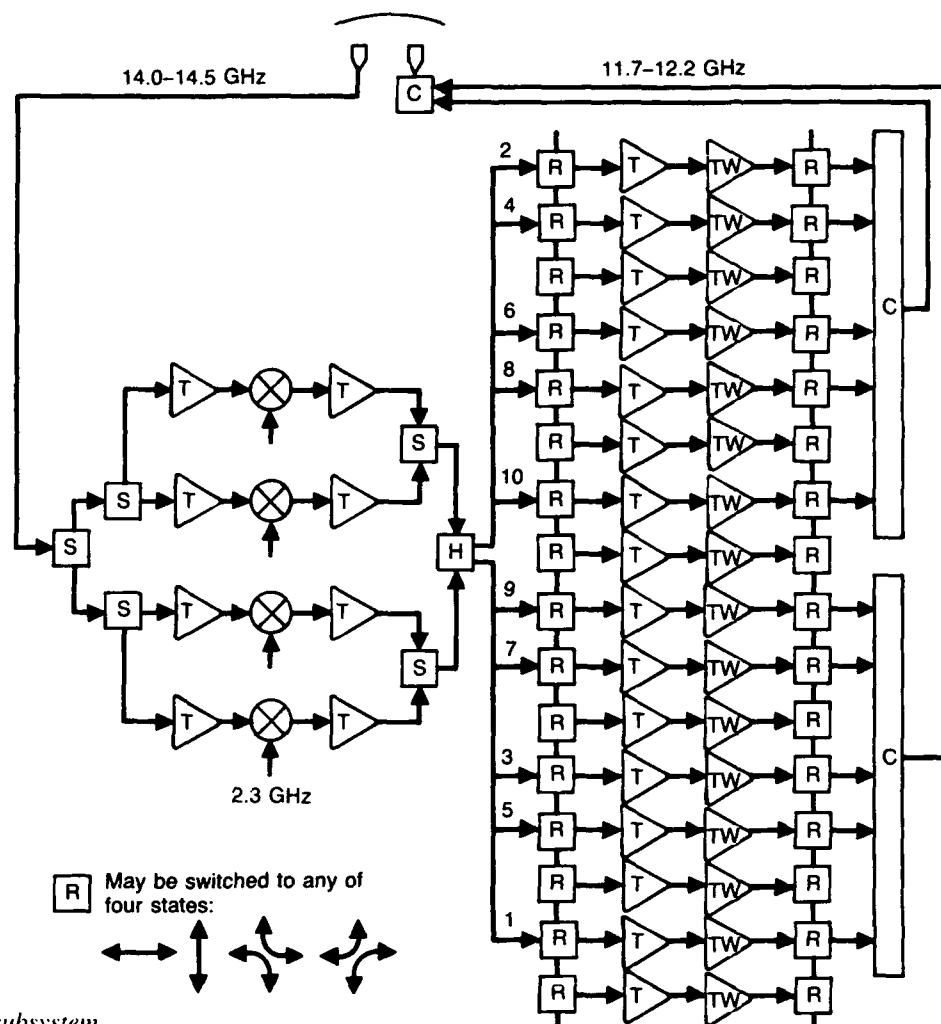 14.0–14.5 GHz
C
11.7–12.2 GHz
2 R T TW R
4 R T TW R
R T TW R
C
6 R T TW R
T T
8 R T TW R
S
R T TW R
S T T
10 R T TW R
S
H
R T TW R
S T T
9 R T TW R
S
7 R T TW R
T T
R T TW R
C
3 R T TW R
2.3 GHz
5 R T TW R
R May be switched to any of
four states:
R T TW R
1 R T TW R
R T TW R
subsystem